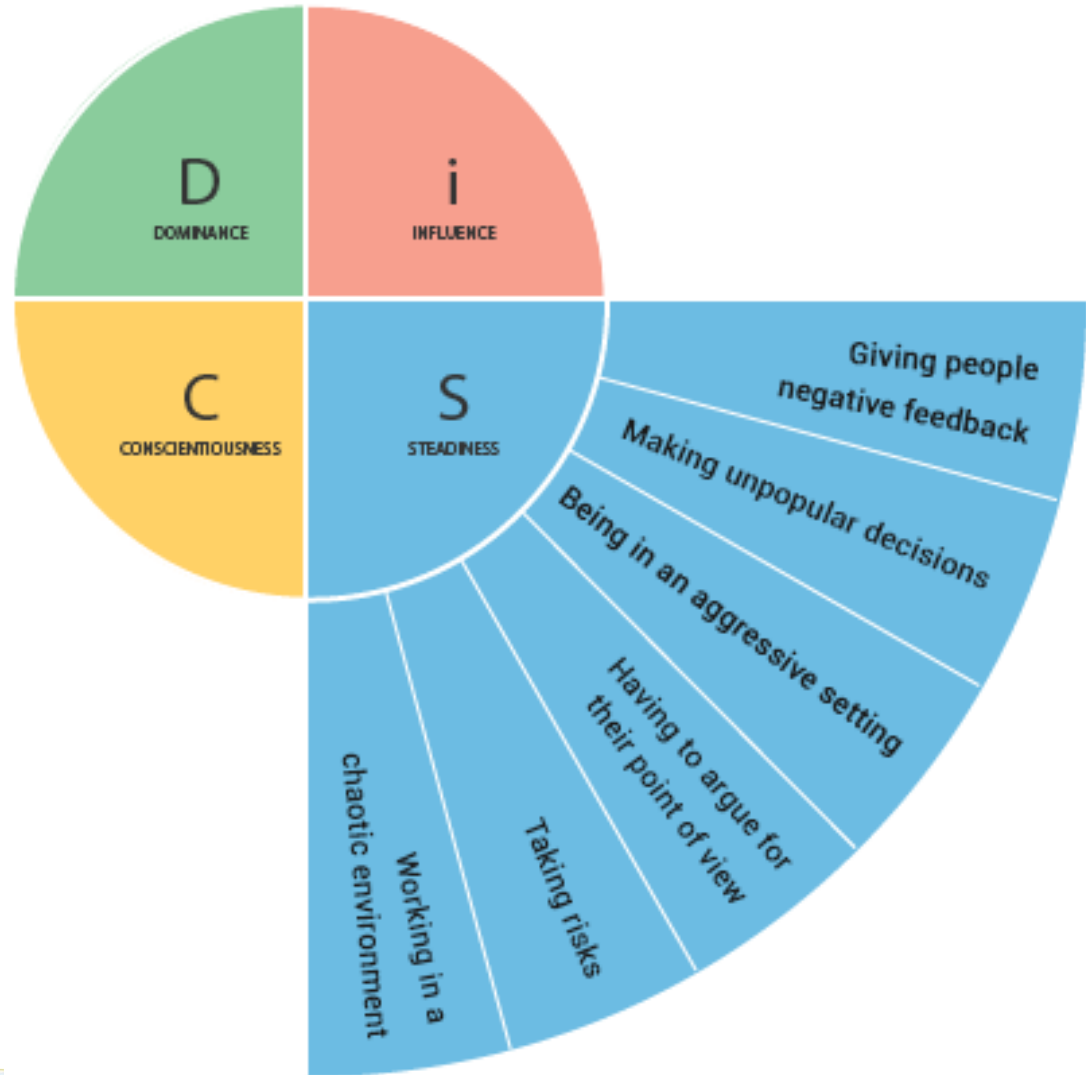 D
DOMINANCE
i
INFLUENCE
C
CONSCIENTIOUSNESS
S
STEADINESS
Giving people
negative feedback
Making unpopular decisions
Being in an aggressive setting
Having to argue for
their point of view
Taking risks
Working in a
chaotic environment